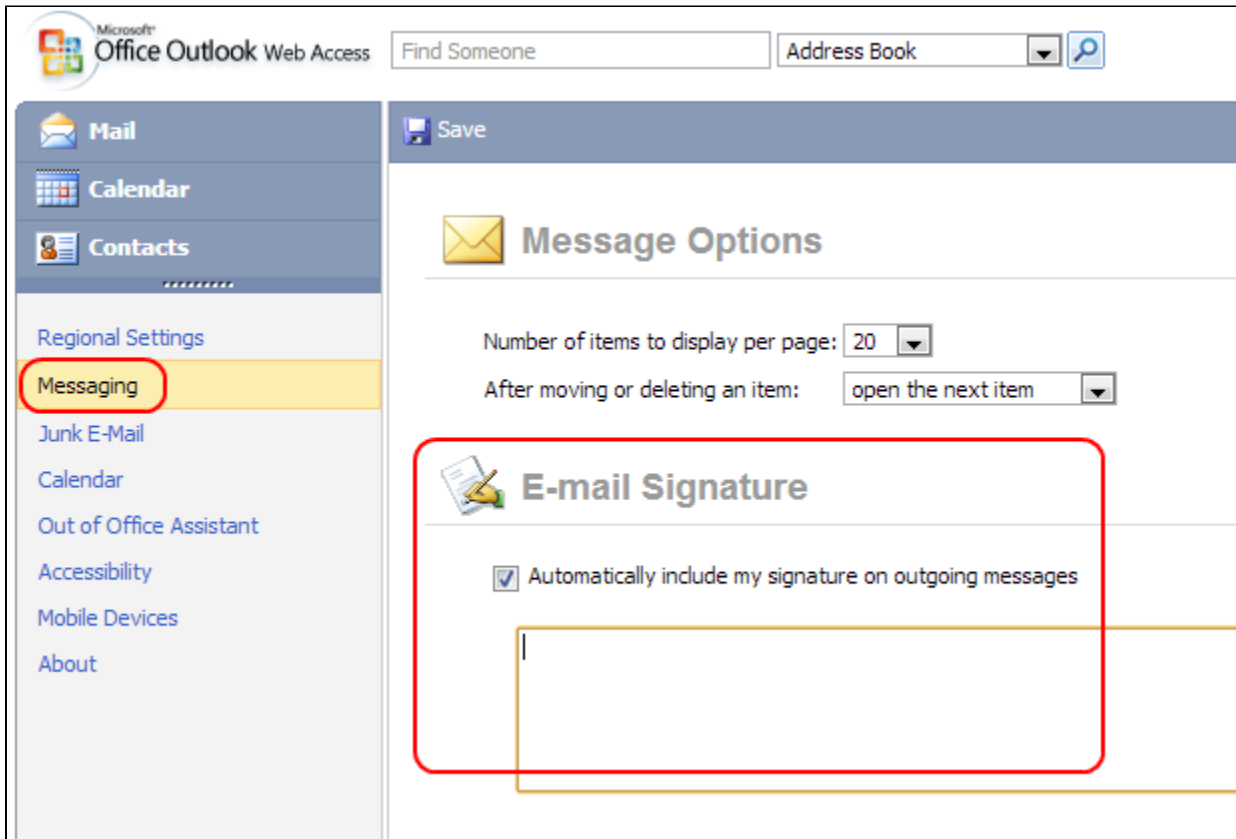 Microsoft®
Office Outlook Web Access
Find Someone
Address Book
Mail
Save
Calendar
Contacts
Message Options
Regional Settings
Number of items to display per page: 20
Messaging
After moving or deleting an item: open the next item
Junk E-Mail
Calendar
E-mail Signature
Out of Office Assistant
Accessibility
Automatically include my signature on outgoing messages
Mobile Devices
About